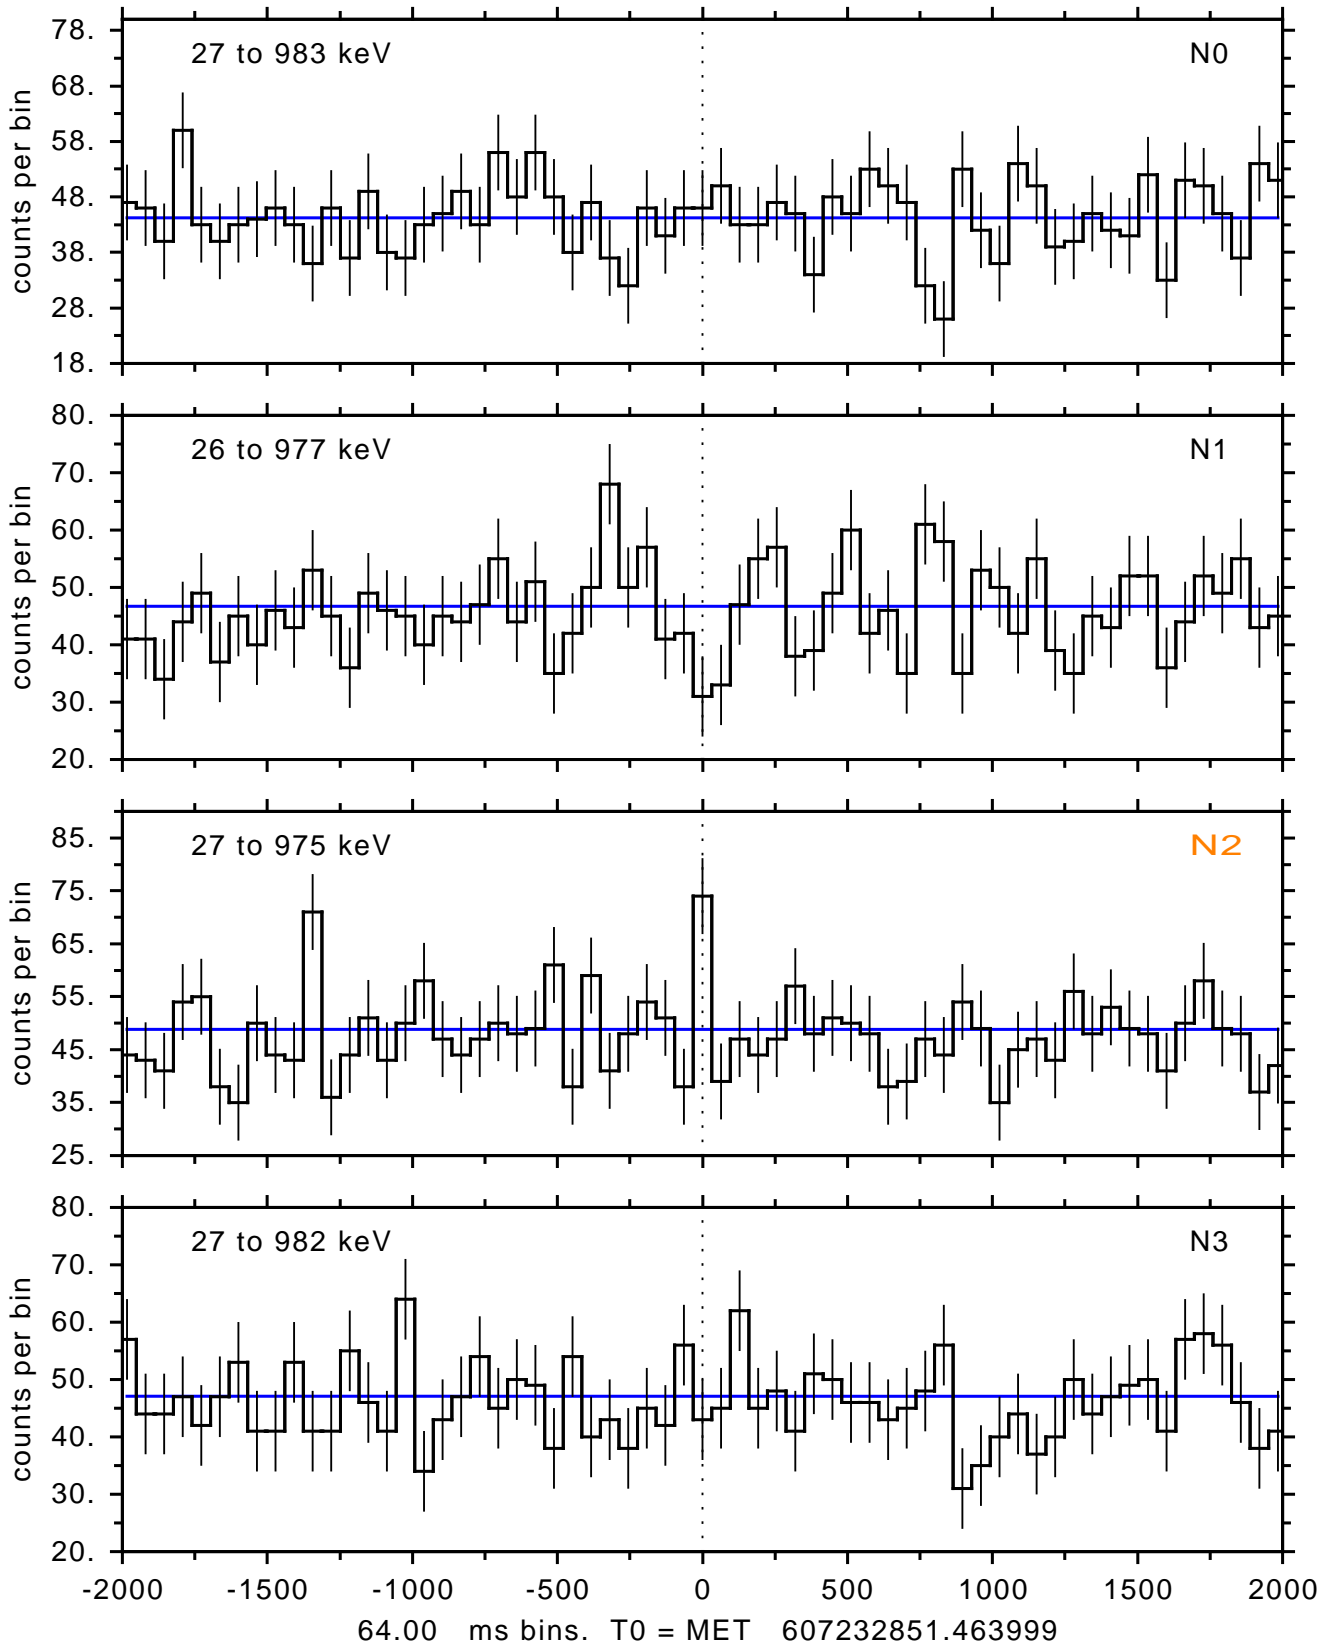 27 to 983 keV N0
78.
68.
58.
48.
38.
28.
18.
counts per bin
26 to 977 keV N1
80.
70.
60.
50.
40.
30.
20.
counts per bin
27 to 975 keV N2
85.
75.
65.
55.
45.
35.
25.
counts per bin
27 to 982 keV N3
80.
70.
60.
50.
40.
30.
20.
counts per bin
-2000 -1500 -1000 -500 0 500 1000 1500 2000
64.00 ms bins. T0 = MET 607232851.463999